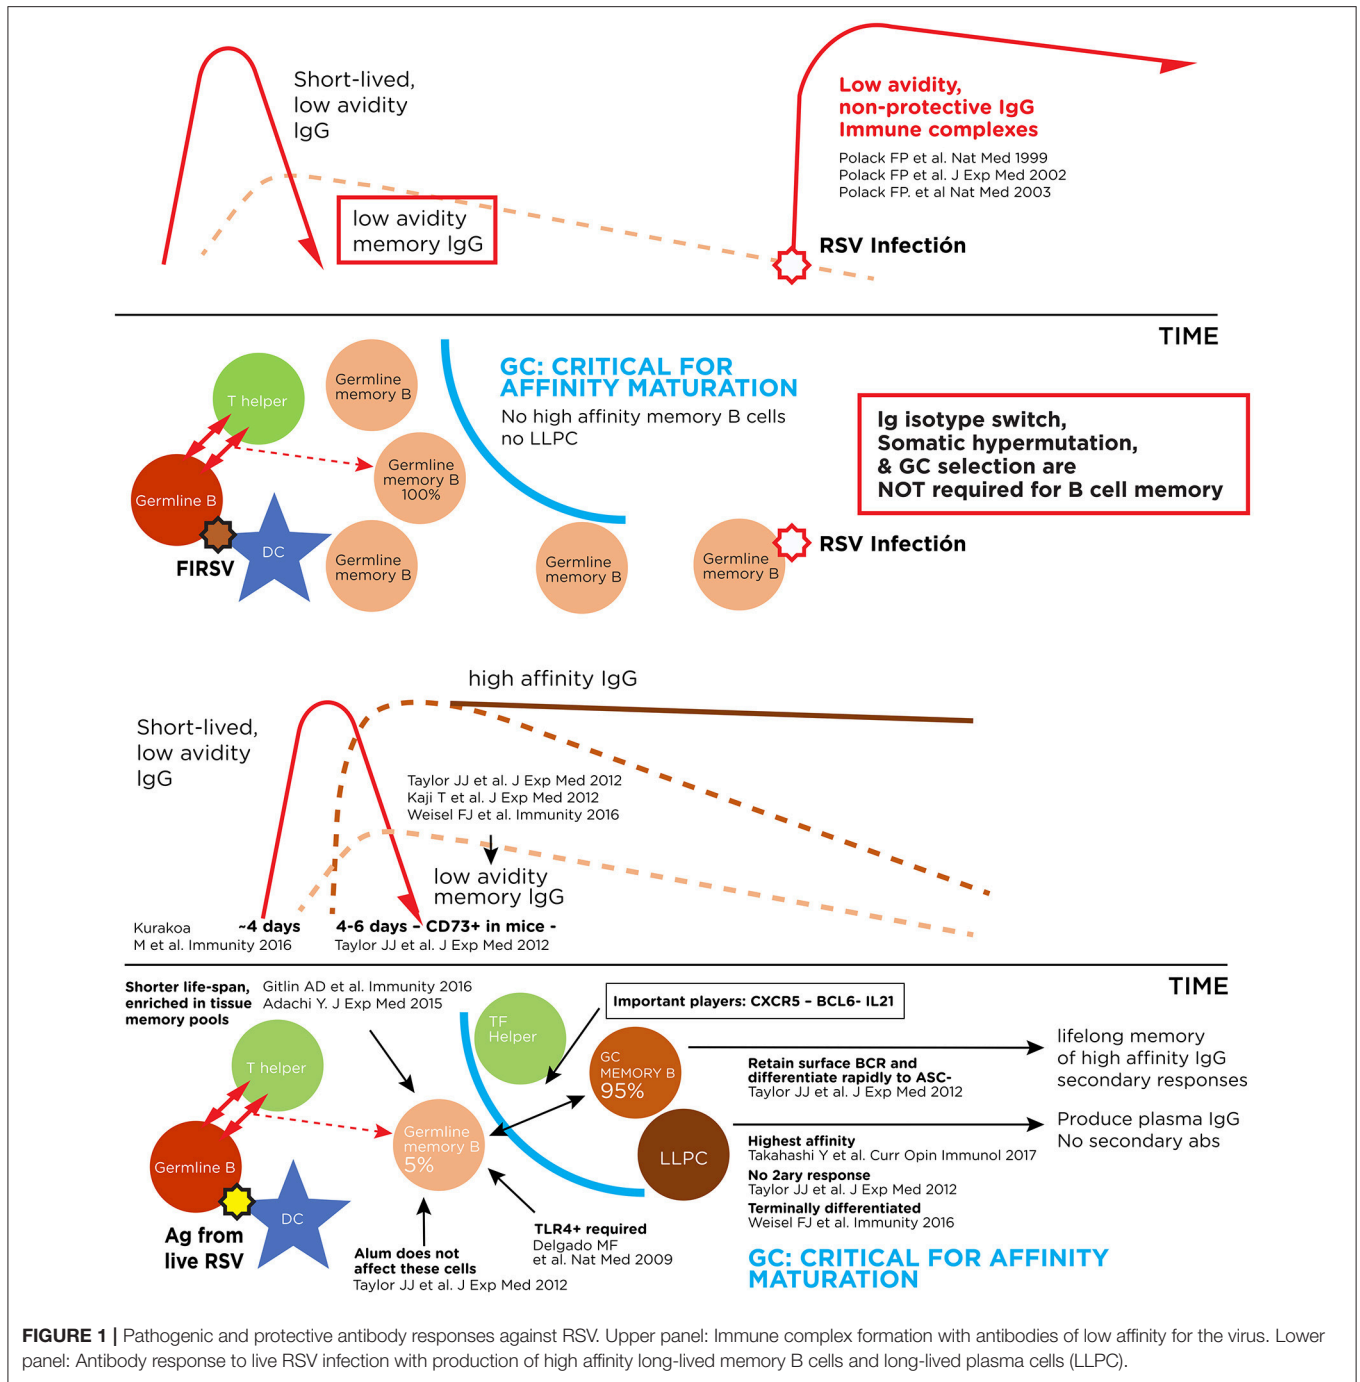 Short-lived,
low avidity
IgG
low avidity
memory IgG
Low avidity,
non-protective IgG
Immune complexes
Polack FP et al. Nat Med 1999
Polack FP et al. J Exp Med 2002
Polack FP. et al Nat Med 2003
RSV Infectión
TIME
T helper
Germline B
FIRSV
DC
Germline
memory B
Germline
memory B
100%
Germline
memory B
GC: CRITICAL FOR
AFFINITY MATURATION
No high affinity memory B cells
no LLPC
Germline
memory B
Germline
memory B
RSV Infectión
Ig isotype switch,
Somatic hypermutation,
& GC selection are
NOT required for B cell memory
high affinity IgG
Short-lived,
low avidity
IgG
Taylor JJ et al. J Exp Med 2012
Kaji T et al. J Exp Med 2012
Weisel FJ et al. Immunity 2016
low avidity
memory IgG
Kurakoa
M et al. Immunity 2016
~4 days
4-6 days – CD73+ in mice -
Taylor JJ et al. J Exp Med 2012
TIME
Shorter life-span,
enriched in tissue
memory pools
Gitlin AD et al. Immunity 2016
Adachi Y. J Exp Med 2015
T helper
Germline B
Ag from
live RSV
DC
Germline
memory B
5%
Alum does not
affect these cells
Taylor JJ et al. J Exp Med 2012
TLR4+ required
Delgado MF
et al. Nat Med 2009
TF
Helper
Important players: CXCR5 – BCL6- IL21
GC
MEMORY B
95%
LLPC
Retain surface BCR and
differentiate rapidly to ASC-
Taylor JJ et al. J Exp Med 2012
lifelong memory
of high affinity IgG
secondary responses
Produce plasma IgG
No secondary abs
Highest affinity
Takahashi Y et al. Curr Opin Immunol 2017
No 2ary response
Taylor JJ et al. J Exp Med 2012
Terminally differentiated
Weisel FJ et al. Immunity 2016
GC: CRITICAL FOR AFFINITY
MATURATION
FIGURE 1 | Pathogenic and protective antibody responses against RSV. Upper panel: Immune complex formation with antibodies of low affinity for the virus. Lower
panel: Antibody response to live RSV infection with production of high affinity long-lived memory B cells and long-lived plasma cells (LLPC).